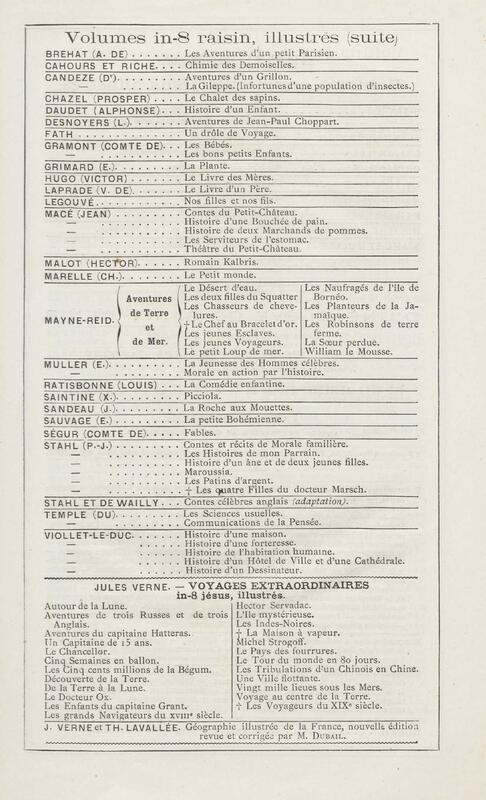 Volumes in-8 raisin, illustrés (suite)
BREHAT (A. DE) . . . . . . . Les Aventures d'un petit Parisien.
CAHOURS ET RICHE. . . . Chimie des Demoiselles.
CANDEZE (Dr). . . . . . . . . Aventures d'un Grillon.
— . . . . . . . . . La Gileppe. (Infortunes d'une population d'insectes.)
CHAZEL (PROSPER) . . . . Le Chalet des sapins.
DAUDET (ALPHONSE) . . . Histoire d'un Enfant.
DESNOYERS (L.). . . . . . . Aventures de Jean-Paul Choppart.
FATH . . . . . . . . . . . . . . Un drôle de Voyage.
GRAMONT (COMTE DE). . . Les Bébés.
— . . . Les bons petits Enfants.
GRIMARD (E.). . . . . . . . . La Plante.
HUGO (VICTOR) . . . . . . . Le Livre des Mères.
LAPRADE (V. DE) . . . . . . Le Livre d'un Père.
LEGOUVÉ. . . . . . . . . . . . Nos filles et nos fils.
MACÉ (JEAN) . . . . . . . . . Contes du Petit-Château.
— . . . . . . . . . Histoire d'une Bouchée de pain.
— . . . . . . . . . Histoire de deux Marchands de pommes.
— . . . . . . . . . Les Serviteurs de l'estomac.
— . . . . . . . . . Théâtre du Petit-Château.
MALOT (HECTOR). . . . . . Romain Kalbris.
MARELLE (CH.). . . . . . . . Le Petit monde.
MAYNE-REID. Aventures de Terre et de Mer.
Le Désert d'eau.
Les deux filles du Squatter
Les Chasseurs de cheve-
lures.
† Le Chef au Bracelet d'or.
Les jeunes Esclaves.
Les jeunes Voyageurs.
Le petit Loup de mer.
Les Naufragés de l'île de
Bornéo.
Les Planteurs de la Ja-
maïque.
Les Robinsons de terre
ferme.
La Sœur perdue.
William le Mousse.
MULLER (E.). . . . . . . . . . La Jeunesse des Hommes célèbres.
— . . . . . . . . . . Morale en action par l'histoire.
RATISBONNE (LOUIS) . . . La Comédie enfantine.
SAINTINE (X.). . . . . . . . . Picciola.
SANDEAU (J.). . . . . . . . . La Roche aux Mouettes.
SAUVAGE (E.). . . . . . . . . La petite Bohémienne.
SÉGUR (COMTE DE). . . . . Fables.
STAHL (P.-J.) . . . . . . . . . Contes et récits de Morale familière.
— . . . . . . . . . Les Histoires de mon Parrain.
— . . . . . . . . . Histoire d'un âne et de deux jeunes filles.
— . . . . . . . . . Maroussia.
— . . . . . . . . . Les Patins d'argent.
— . . . . . . . . . † Les quatre Filles du docteur Marsch.
STAHL ET DE WAILLY . . . Contes célèbres anglais (adaptation).
TEMPLE (DU). . . . . . . . . Les Sciences usuelles.
— . . . . . . . . . Communications de la Pensée.
VIOLLET-LE-DUC. . . . . . . Histoire d'une maison.
— . . . . . . . Histoire d'une forteresse.
— . . . . . . . Histoire de l'habitation humaine.
— . . . . . . . Histoire d'un Hôtel de Ville et d'une Cathédrale.
— . . . . . . . Histoire d'un Dessinateur.
JULES VERNE. — VOYAGES EXTRAORDINAIRES
in-8 jésus, illustrés.
Autour de la Lune.
Aventures de trois Russes et de trois
Anglais.
Aventures du capitaine Hatteras.
Un Capitaine de 15 ans.
Le Chancellor.
Cinq Semaines en ballon.
Les Cinq cents millions de la Bégum.
Découverte de la Terre.
De la Terre à la Lune.
Le Docteur Ox.
Les Enfants du capitaine Grant.
Les grands Navigateurs du XVIIIe siècle.
Hector Servadac.
L'Ile mystérieuse.
Les Indes-Noires.
† La Maison à vapeur.
Michel Strogoff.
Le Pays des fourrures.
Le Tour du monde en 80 jours.
Les Tribulations d'un Chinois en Chine.
Une Ville flottante.
Vingt mille lieues sous les Mers.
Voyage au centre de la Terre.
† Les Voyageurs du XIXe siècle.
J. VERNE et TH. LAVALLÉE. Géographie illustrée de la France, nouvelle édition
revue et corrigée par M. DUBAIL.